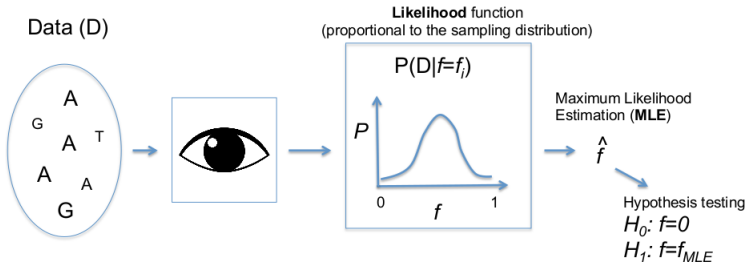 Likelihood function
(proportional to the sampling distribution)
Data (D)
A
G
T
A
A
A
G
P(D|f=fᵢ)
P
0
1
f
Maximum Likelihood
Estimation (MLE)
f̂
Hypothesis testing
H₀: f=0
H₁: f=f_MLE